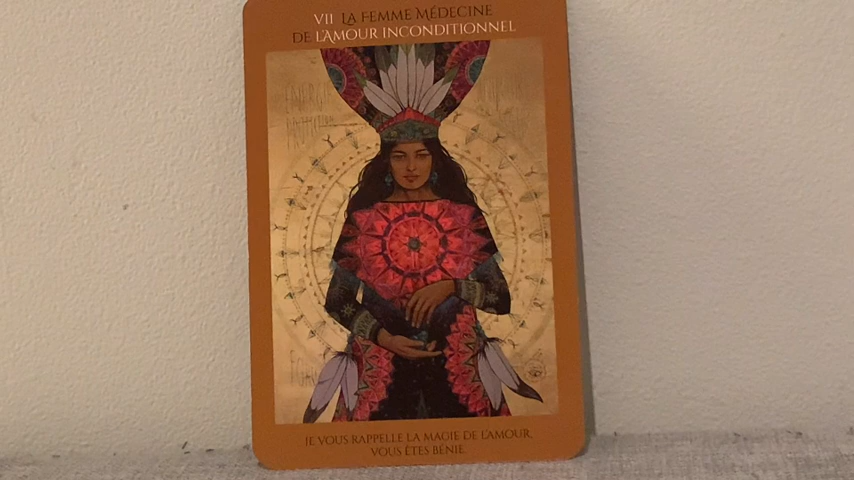 VII LA FEMME MÉDECINE
DE L'AMOUR INCONDITIONNEL
JE VOUS RAPPELLE LA MAGIE DE L'AMOUR.
VOUS ÊTES BÉNIE.